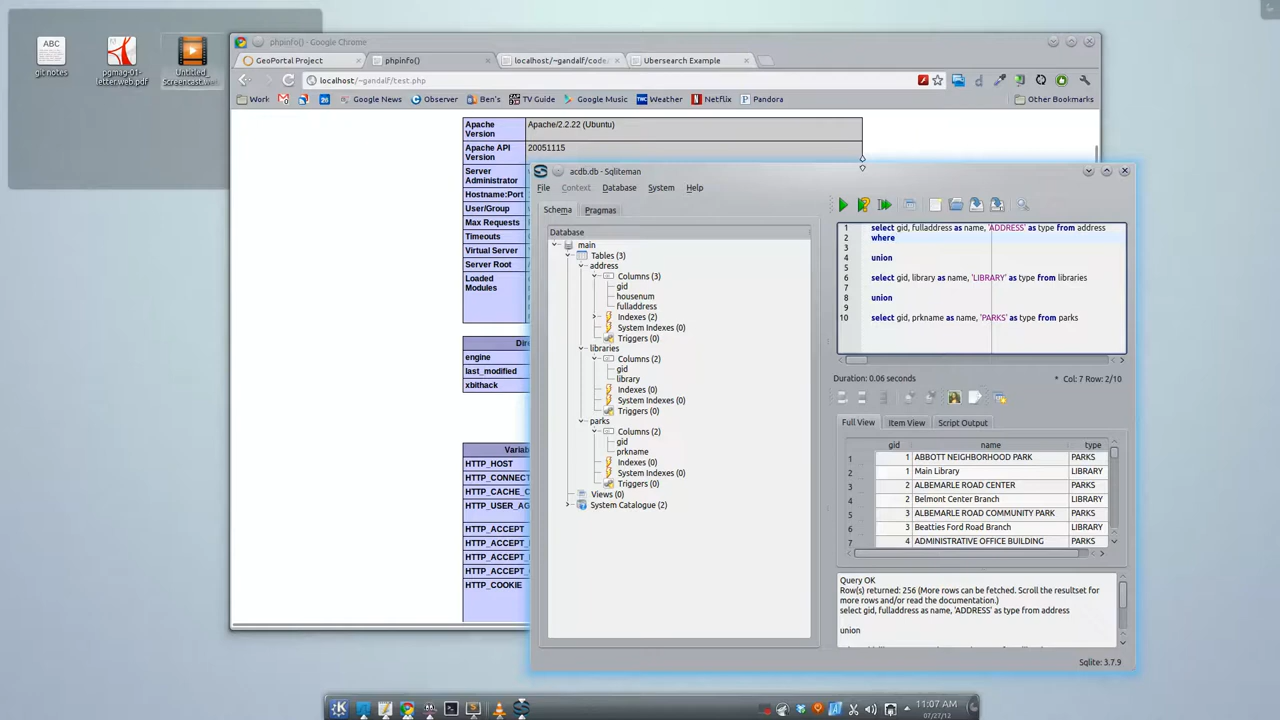 ABC
git.notes
pgmag-01-
letter.web.pdf
Untitled_
Screencast.w...
phpinfo() - Google Chrome
GeoPortal Project
phpinfo()
localhost/~gandalf/code/
Ubersearch Example
localhost/~gandalf/test.php
Work
26
Google News
Observer
Ben's
TV Guide
Google Music
Weather
Netflix
Pandora
Other Bookmarks
Apache
Version
Apache/2.2.22 (Ubuntu)
Apache API
Version
20051115
Server
Administrator
Hostname:Port
User/Group
Max Requests
Timeouts
Virtual Server
Server Root
Loaded
Modules
engine
last_modified
xbithack
HTTP_HOST
HTTP_ACCEPT
HTTP_COOKIE
acdb.db - Sqliteman
File Context Database System Help
Schema Pragmas
Database
main
Tables (3)
address
Columns (3)
gid
housenum
fulladdress
Indexes (2)
System Indexes (0)
Triggers (0)
libraries
Columns (2)
gid
library
Indexes (0)
System Indexes (0)
Triggers (0)
parks
Columns (2)
gid
prkname
Indexes (0)
System Indexes (0)
Triggers (0)
Views (0)
System Catalogue (2)
1 select gid, fulladdress as name, 'ADDRESS' as type from address
2 where
3
4 union
5
6 select gid, library as name, 'LIBRARY' as type from libraries
7
8 union
9
10 select gid, prkname as name, 'PARKS' as type from parks
Duration: 0.06 seconds
* Col: 7 Row: 2/10
Full View Item View Script Output
gid name type
1 1 ABBOTT NEIGHBORHOOD PARK PARKS
2 1 Main Library LIBRARY
3 2 ALBEMARLE ROAD CENTER PARKS
4 2 Belmont Center Branch LIBRARY
5 3 ALBEMARLE ROAD COMMUNITY PARK PARKS
6 3 Beatties Ford Road Branch LIBRARY
7 4 ADMINISTRATIVE OFFICE BUILDING PARKS
Query OK
Row(s) returned: 256 (More rows can be fetched. Scroll the resultset for
more rows and/or read the documentation.)
select gid, fulladdress as name, 'ADDRESS' as type from address
union
Sqlite: 3.7.9
11:07 AM
07/27/12